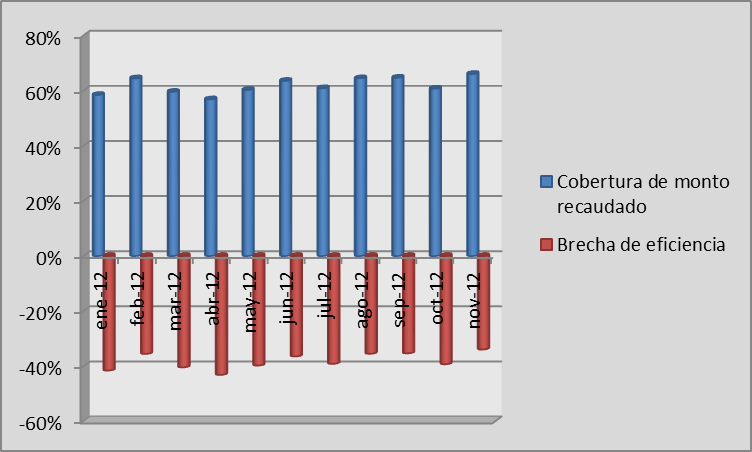 80%
60%
40%
20%
0%
-20%
-40%
-60%
ene-12
feb-12
mar-12
abr-12
may-12
jun-12
jul-12
ago-12
sep-12
oct-12
nov-12
Cobertura de monto
recaudado
Brecha de eficiencia